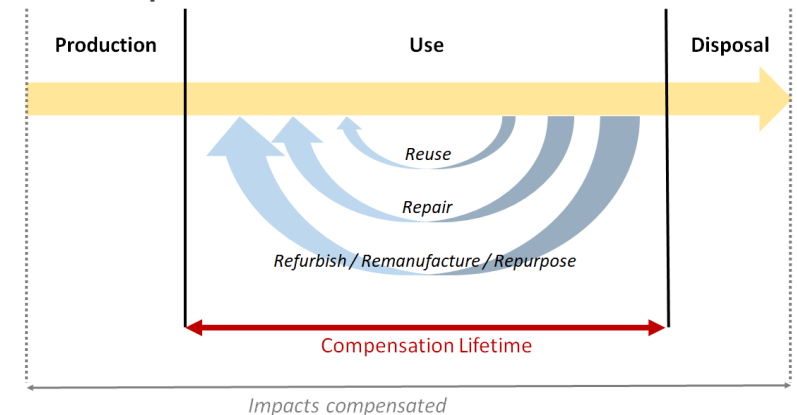 Production Use Disposal
Reuse
Repair
Refurbish / Remanufacture / Repurpose
Compensation Lifetime
Impacts compensated